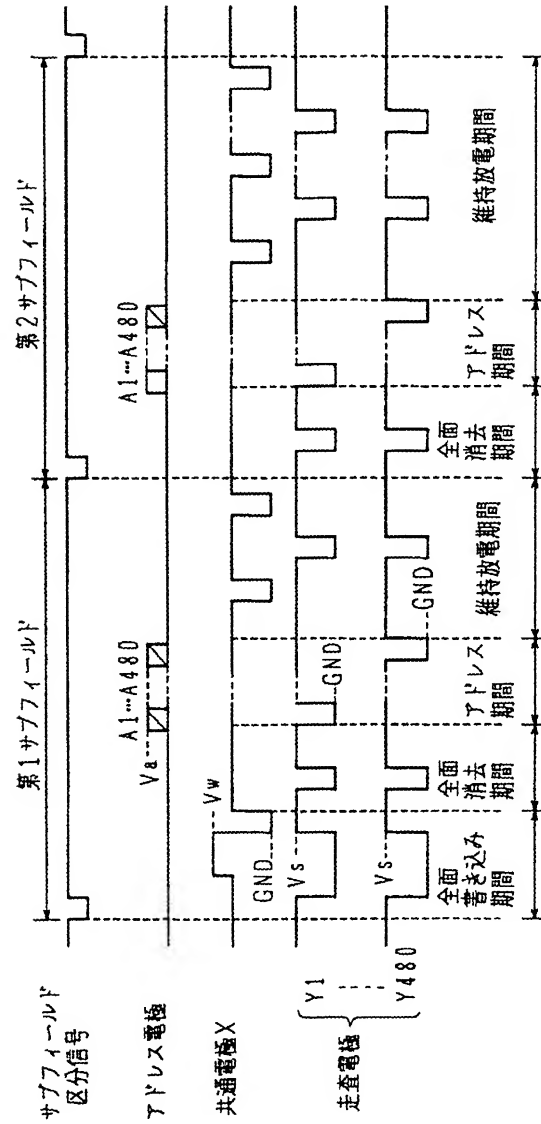 第1サブフィールド
第2サブフィールド
サブフィールド
区分信号
アドレス電極
Va
A1…A480
A1…A480
共通電極X
Vw
GND
走査電極
Y1
Y480
Vs
GND
Vs
GND
全面
書き込み
期間
全面
消去
期間
アドレス
期間
維持放電期間
全面
消去
期間
アドレス
期間
維持放電期間